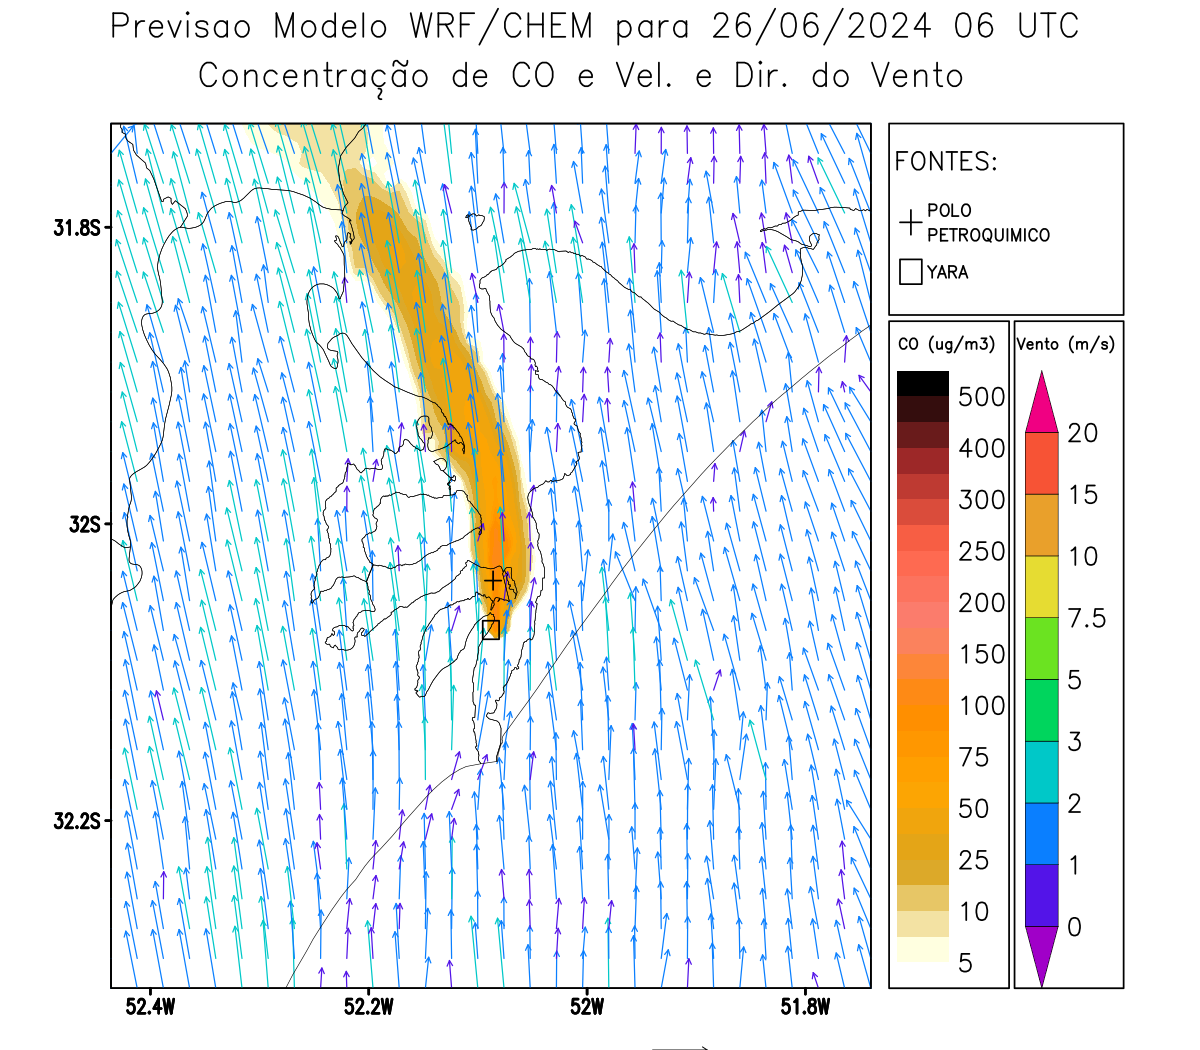 Previsao Modelo WRF/CHEM para 26/06/2024 06 UTC
Concentração de CO e Vel. e Dir. do Vento
FONTES:
POLO
PETROQUIMICO
YARA
CO (ug/m3)
500
400
300
250
200
150
100
75
50
25
10
5
Vento (m/s)
20
15
10
7.5
5
3
2
1
0
31.8S
32S
32.2S
52.4W
52.2W
52W
51.8W